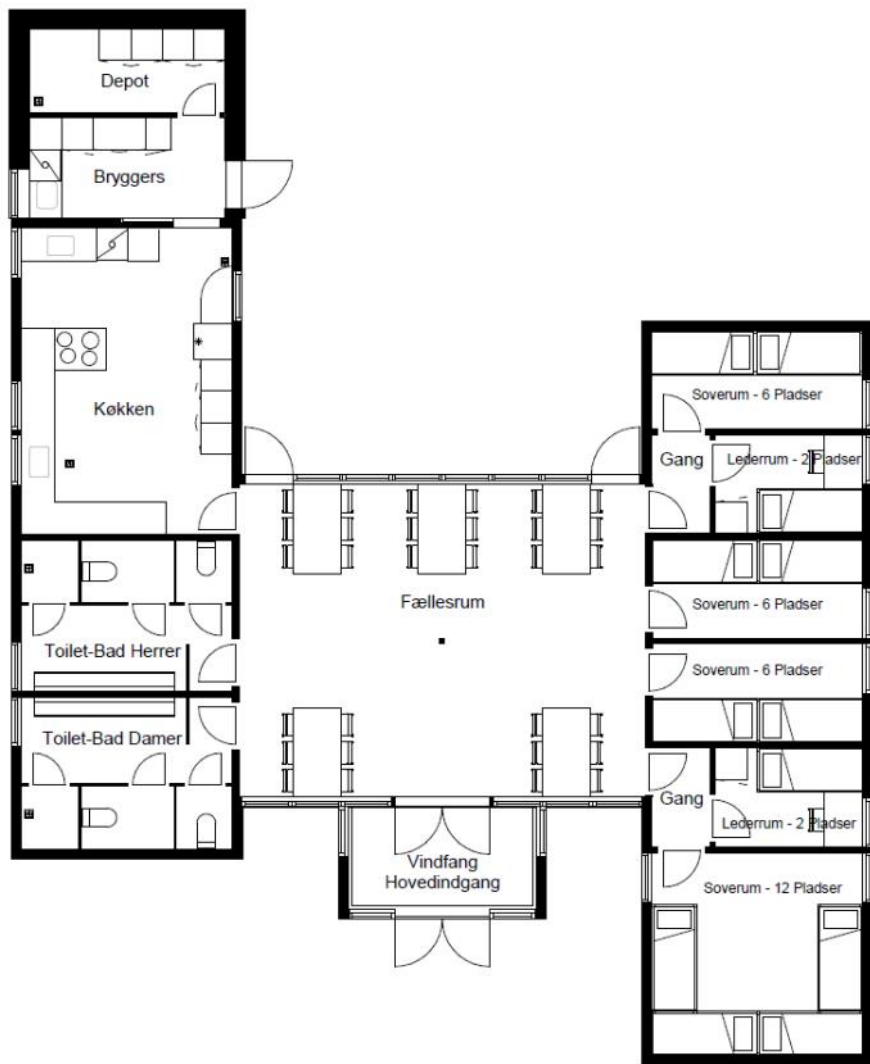 Depot
Bryggers
Køkken
Toilet-Bad Herrer
Toilet-Bad Damer
Fællesrum
Vindfang
Hovedindgang
Soverum - 6 Pladser
Gang
Lederrum - 2 Pladser
Soverum - 6 Pladser
Soverum - 6 Pladser
Gang
Lederrum - 2 Pladser
Soverum - 12 Pladser